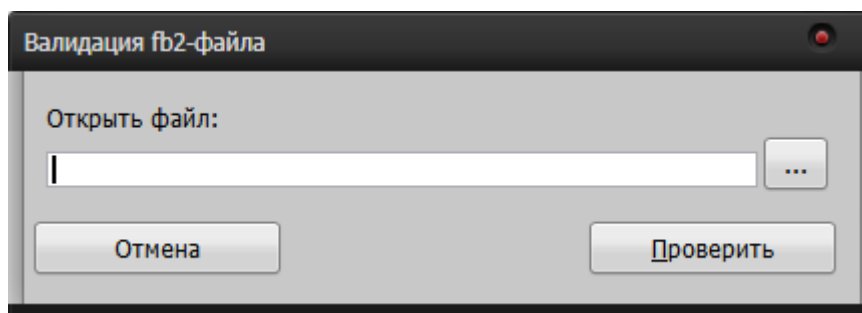 Валидация fb2-файла
Открыть файл:
...
Отмена
Проверить